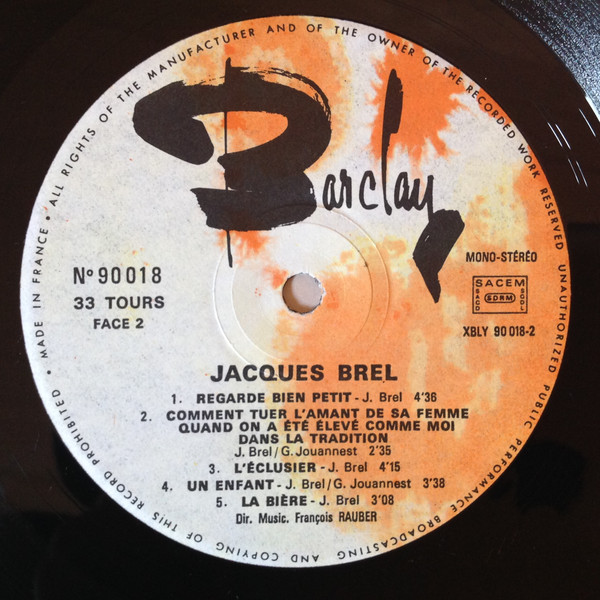 MADE IN FRANCE • ALL RIGHTS OF THE MANUFACTURER AND OF THE OWNER OF THE RECORDED WORK RESERVED UNAUTHORIZED PUBLIC PERFORMANCE BROADCASTING AND COPYING OF THIS RECORD PROHIBITED •
Barclay
MONO-STÉRÉO
N° 90018
33 TOURS
FACE 2
SACEM
SACD SDRM SGDL
XBLY 90 018-2
JACQUES BREL
1. REGARDE BIEN PETIT - J. Brel 4'36
2. COMMENT TUER L'AMANT DE SA FEMME
QUAND ON A ÉTÉ ÉLEVÉ COMME MOI
DANS LA TRADITION
J. Brel/G. Jouannest 2'35
3. L'ÉCLUSIER - J. Brel 4'15
4. UN ENFANT - J. Brel/G. Jouannest 3'38
5. LA BIÈRE - J. Brel 3'08
Dir. Music. François RAUBER